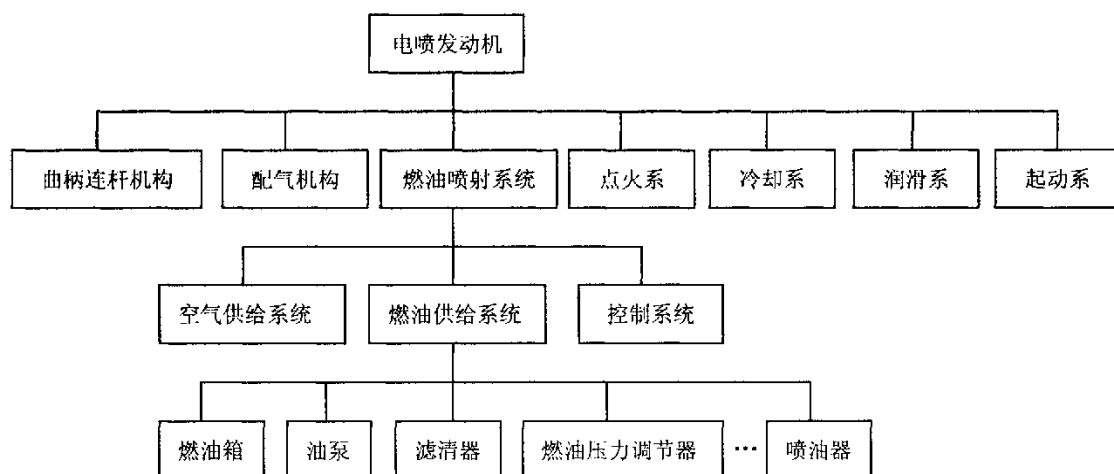 电喷发动机
曲柄连杆机构
配气机构
燃油喷射系统
点火系
冷却系
润滑系
起动系
空气供给系统
燃油供给系统
控制系统
燃油箱
油泵
滤清器
燃油压力调节器
…
喷油器